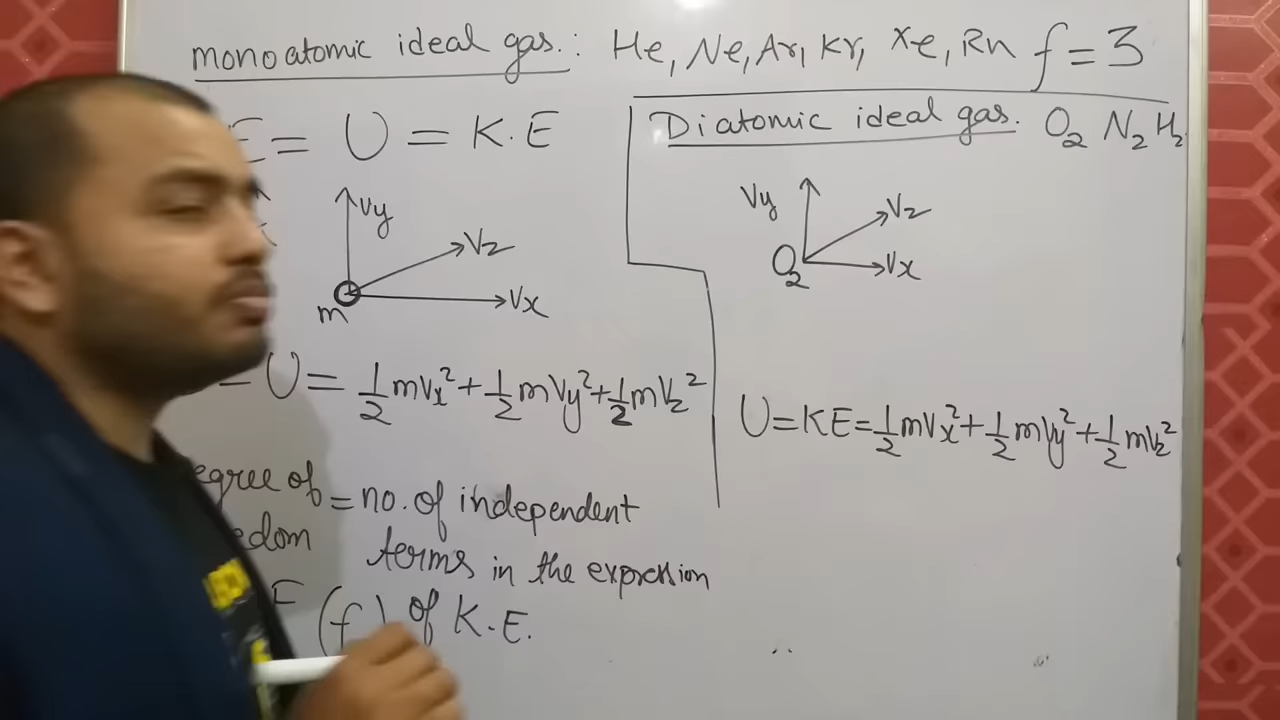 monoatomic ideal gas.: He, Ne, Ar, Kr, Xe, Rn f = 3
E = U = K.E
Vy
Vz
m
Vx
U = 1/2 mVx² + 1/2 mVy² + 1/2 mVz²
egree of = no. of independent
edom terms in the expression
(f) of K.E.
Diatomic ideal gas. O₂ N₂ H₂
Vy
Vz
O₂
Vx
U = KE = 1/2 mVx² + 1/2 mVy² + 1/2 mVz²